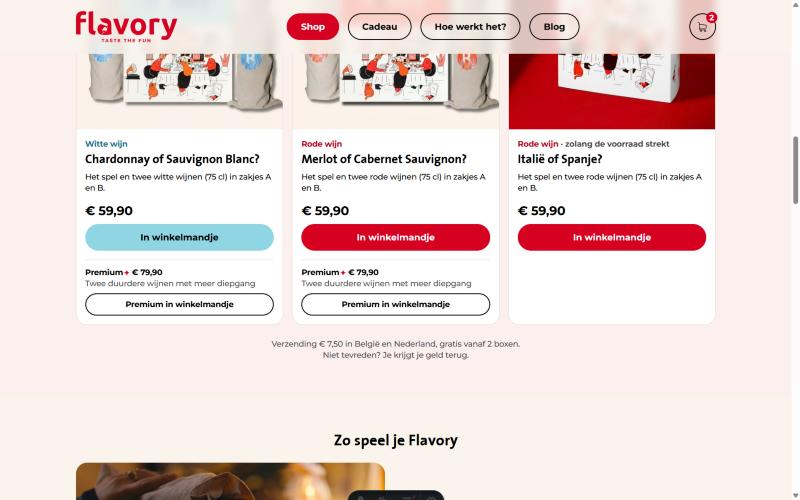 flavory
TASTE THE FUN
Shop
Cadeau
Hoe werkt het?
Blog
2
Witte wijn
Chardonnay of Sauvignon Blanc?
Het spel en twee witte wijnen (75 cl) in zakjes A
en B.
€ 59,90
In winkelmandje
Premium+ € 79,90
Twee duurdere wijnen met meer diepgang
Premium in winkelmandje
Rode wijn
Merlot of Cabernet Sauvignon?
Het spel en twee rode wijnen (75 cl) in zakjes A
en B.
€ 59,90
In winkelmandje
Premium+ € 79,90
Twee duurdere wijnen met meer diepgang
Premium in winkelmandje
Rode wijn · zolang de voorraad strekt
Italië of Spanje?
Het spel en twee rode wijnen (75 cl) in zakjes A
en B.
€ 59,90
In winkelmandje
Verzending € 7,50 in België en Nederland, gratis vanaf 2 boxen.
Niet tevreden? Je krijgt je geld terug.
Zo speel je Flavory